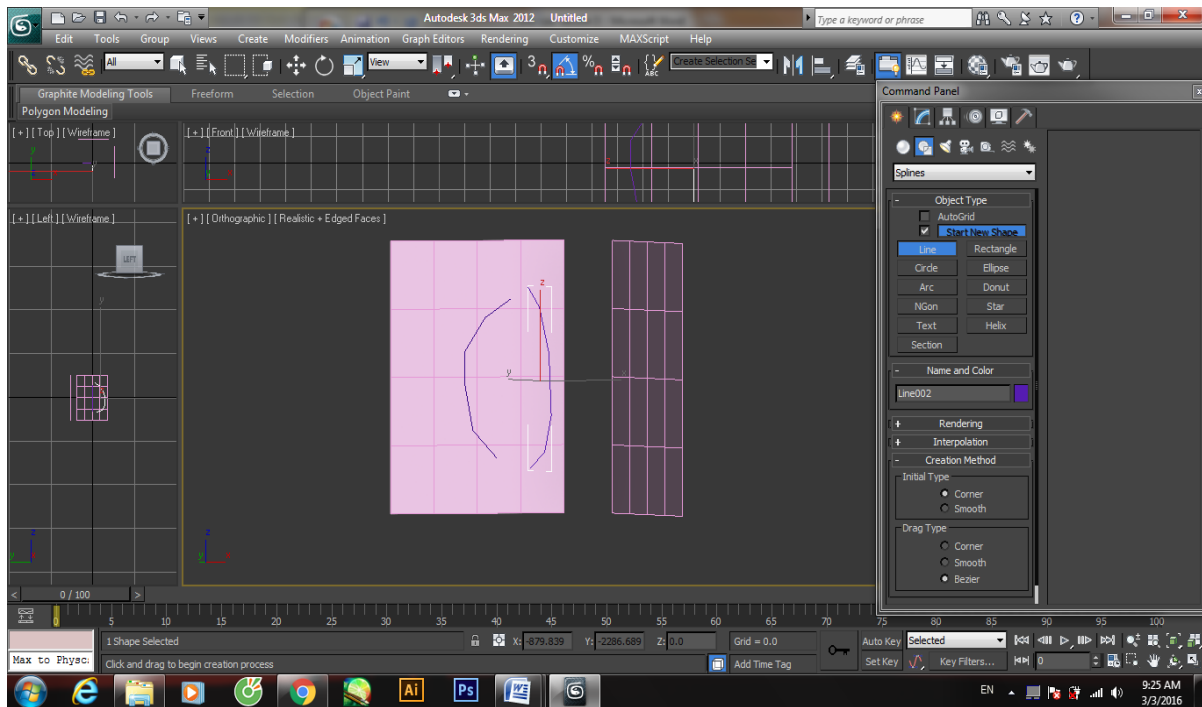 Autodesk 3ds Max 2012 Untitled
Type a keyword or phrase
Edit Tools Group Views Create Modifiers Animation Graph Editors Rendering Customize MAXScript Help
All
View
3
Create Selection Se
ABC
Graphite Modeling Tools Freeform Selection Object Paint
Polygon Modeling
Command Panel
[ + ] [ Top ] [ Wireframe ]
[ + ] [ Front ] [ Wireframe ]
Splines
[ + ] [ Left ] [ Wireframe ]
[ + ] [ Orthographic ] [ Realistic + Edged Faces ]
- Object Type
AutoGrid
Start New Shape
Line Rectangle
Circle Ellipse
Arc Donut
NGon Star
Text Helix
Section
LEFT
y
z
y
x
- Name and Color
Line002
+ Rendering
+ Interpolation
- Creation Method
Initial Type
Corner
Smooth
Drag Type
Corner
Smooth
Bezier
< 0 / 100 >
0 5 10 15 20 25 30 35 40 45 50 55 60 65 70 75 80 85 90 95 100
1 Shape Selected
X: -879.839 Y: -2286.689 Z: 0.0
Grid = 0.0
Auto Key Selected
Max to Physc:
Click and drag to begin creation process
Add Time Tag
Set Key Key Filters... 0
Ai Ps
EN
9:25 AM
3/3/2016